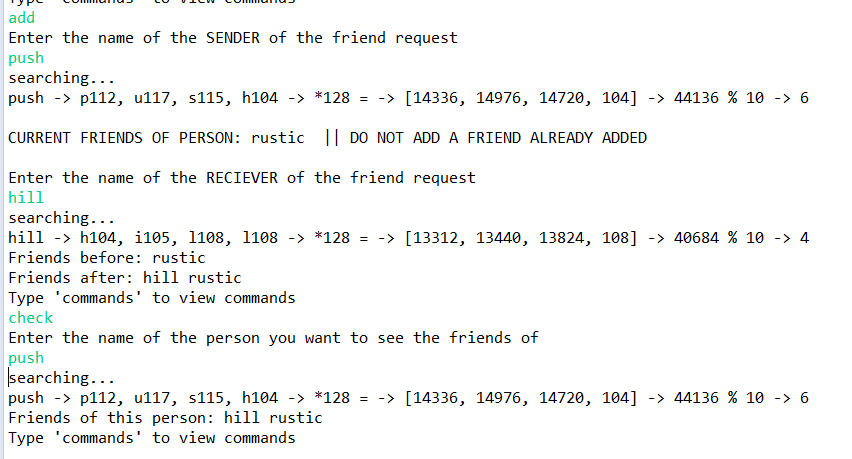 Type 'commands' to view commands
add
Enter the name of the SENDER of the friend request
push
searching...
push -> p112, u117, s115, h104 -> *128 = -> [14336, 14976, 14720, 104] -> 44136 % 10 -> 6
CURRENT FRIENDS OF PERSON: rustic || DO NOT ADD A FRIEND ALREADY ADDED
Enter the name of the RECIEVER of the friend request
hill
searching...
hill -> h104, i105, l108, l108 -> *128 = -> [13312, 13440, 13824, 108] -> 40684 % 10 -> 4
Friends before: rustic
Friends after: hill rustic
Type 'commands' to view commands
check
Enter the name of the person you want to see the friends of
push
searching...
push -> p112, u117, s115, h104 -> *128 = -> [14336, 14976, 14720, 104] -> 44136 % 10 -> 6
Friends of this person: hill rustic
Type 'commands' to view commands